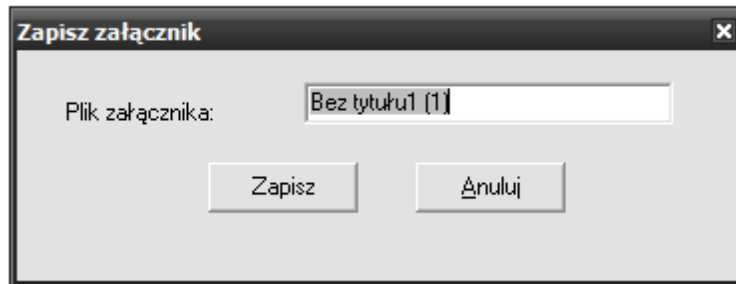 Zapisz załącznik
Plik załącznika: Bez tytułu1 (1)
Zapisz Anuluj